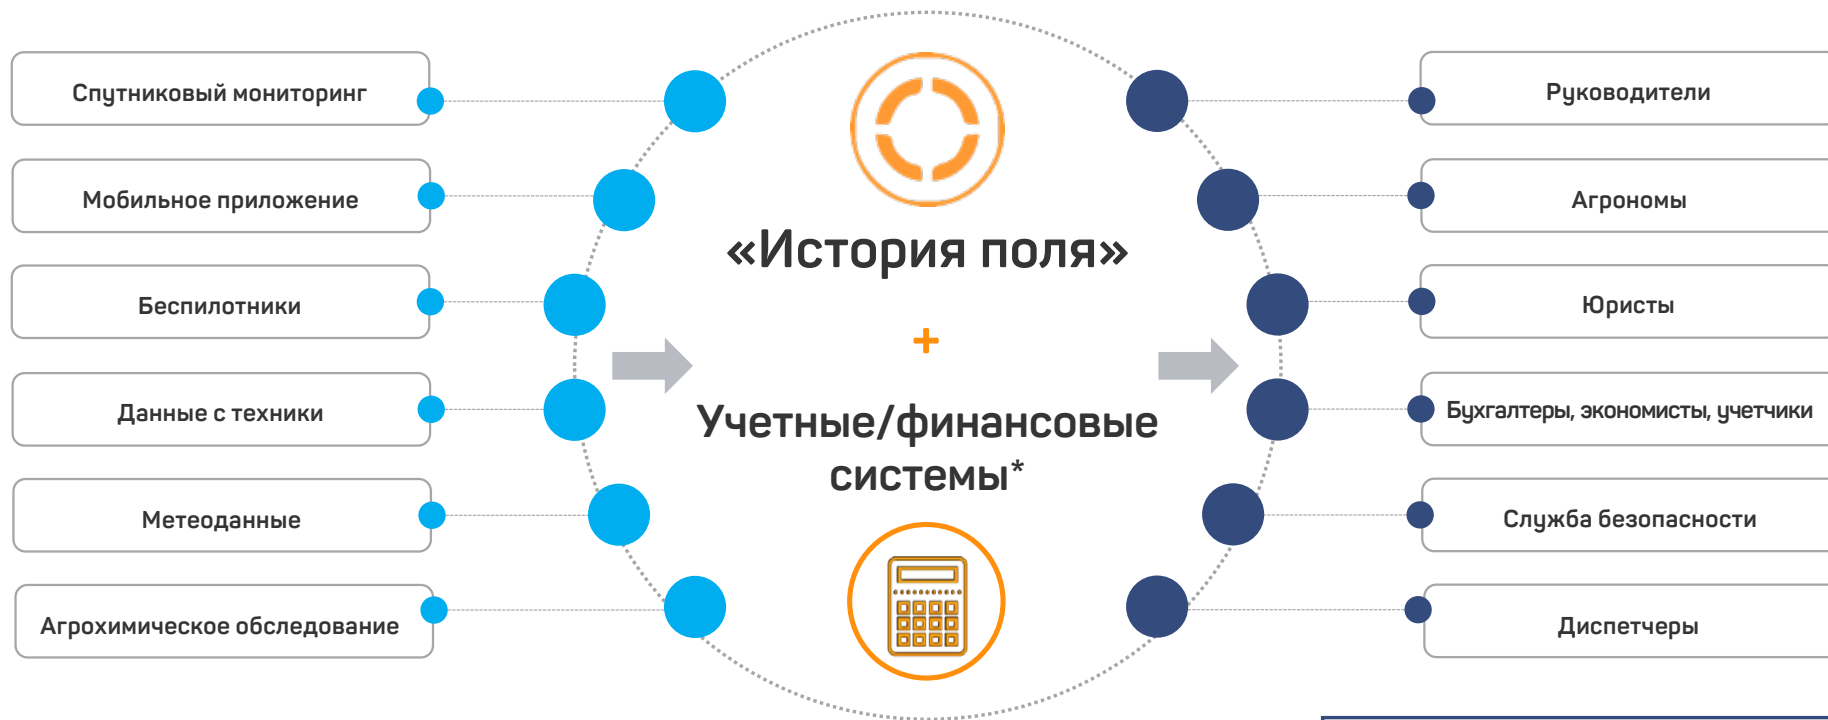 Спутниковый мониторинг
Мобильное приложение
Беспилотники
Данные с техники
Метеоданные
Агрохимическое обследование
«История поля»
+
Учетные/финансовые
системы*
Руководители
Агрономы
Юристы
Бухгалтеры, экономисты, учетчики
Служба безопасности
Диспетчеры